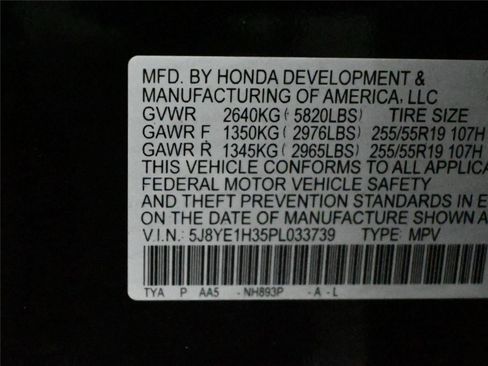 MFD. BY HONDA DEVELOPMENT &
MANUFACTURING OF AMERICA, LLC
GVWR 2640KG ( 5820LBS) TIRE SIZE
GAWR F 1350KG ( 2976LBS) 255/55R19 107H
GAWR R 1345KG ( 2965LBS) 255/55R19 107H
THIS VEHICLE CONFORMS TO ALL APP
FEDERAL MOTOR VEHICLE SAFETY
AND THEFT PREVENTION STANDARDS IN E
ON THE DATE OF MANUFACTURE SHOWN
V.I.N.: 5J8YE1H35PL033739 TYPE: MPV
TYA P AA5 - NH893P - A - L